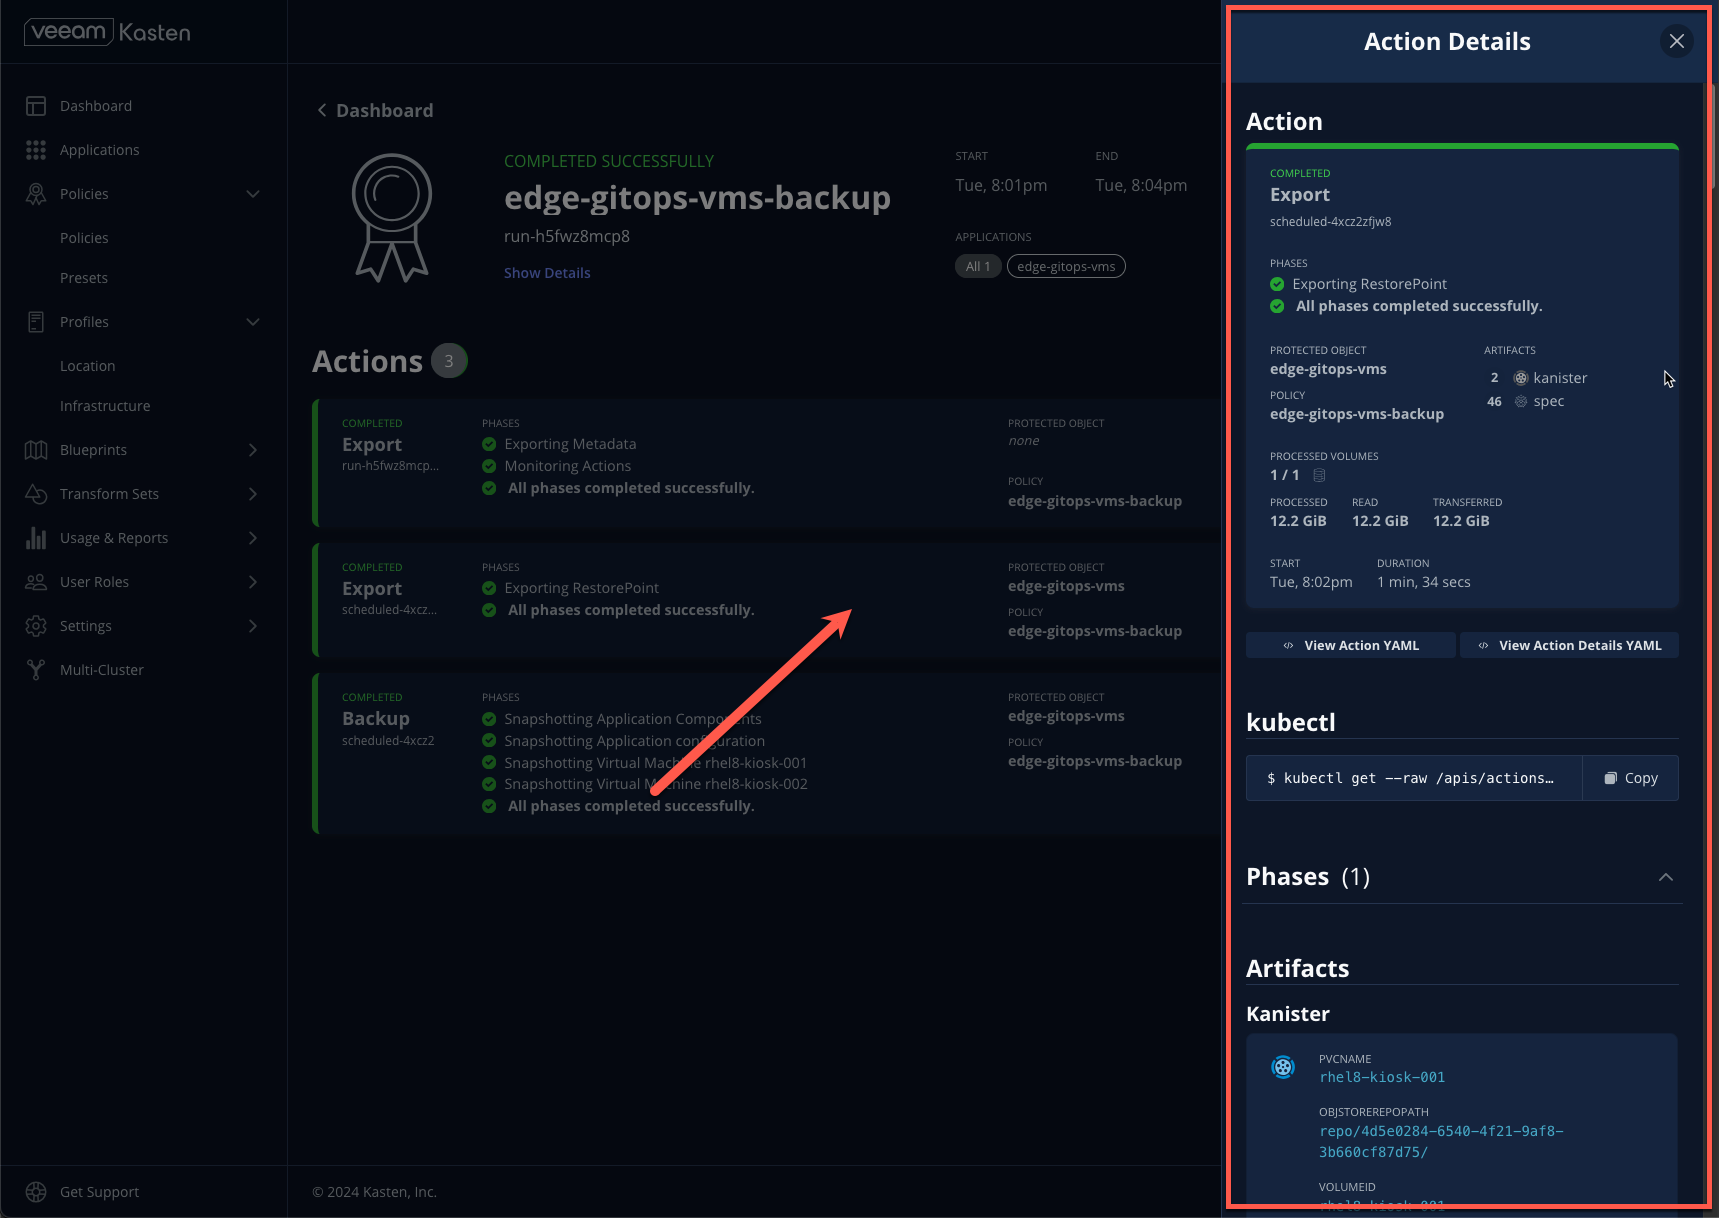 veeam Kasten
Dashboard
Applications
Policies
Policies
Presets
Profiles
Location
Infrastructure
Blueprints
Transform Sets
Usage & Reports
User Roles
Settings
Multi-Cluster
Get Support
Dashboard
COMPLETED SUCCESSFULLY
edge-gitops-vms-backup
run-h5fwz8mcp8
Show Details
START
Tue, 8:01pm
END
Tue, 8:04pm
APPLICATIONS
All 1
edge-gitops-vms
Actions 3
COMPLETED
Export
run-h5fwz8mcp...
PHASES
Exporting Metadata
Monitoring Actions
All phases completed successfully.
PROTECTED OBJECT
none
POLICY
edge-gitops-vms-backup
COMPLETED
Export
scheduled-4xcz...
PHASES
Exporting RestorePoint
All phases completed successfully.
PROTECTED OBJECT
edge-gitops-vms
POLICY
edge-gitops-vms-backup
COMPLETED
Backup
scheduled-4xcz2
PHASES
Snapshotting Application Components
Snapshotting Application configuration
Snapshotting Virtual Machine rhel8-kiosk-001
Snapshotting Virtual Machine rhel8-kiosk-002
All phases completed successfully.
PROTECTED OBJECT
edge-gitops-vms
POLICY
edge-gitops-vms-backup
© 2024 Kasten, Inc.
Action Details
Action
COMPLETED
Export
scheduled-4xcz2zfjw8
PHASES
Exporting RestorePoint
All phases completed successfully.
PROTECTED OBJECT
edge-gitops-vms
POLICY
edge-gitops-vms-backup
ARTIFACTS
2 kanister
46 spec
PROCESSED VOLUMES
1 / 1
PROCESSED
12.2 GiB
READ
12.2 GiB
TRANSFERRED
12.2 GiB
START
Tue, 8:02pm
DURATION
1 min, 34 secs
View Action YAML
View Action Details YAML
kubectl
$ kubectl get --raw /apis/actions…
Copy
Phases (1)
Artifacts
Kanister
PVCNAME
rhel8-kiosk-001
OBJSTOREREPOPATH
repo/4d5e0284-6540-4f21-9af8-
3b660cf87d75/
VOLUMEID
rhel8-kiosk-001